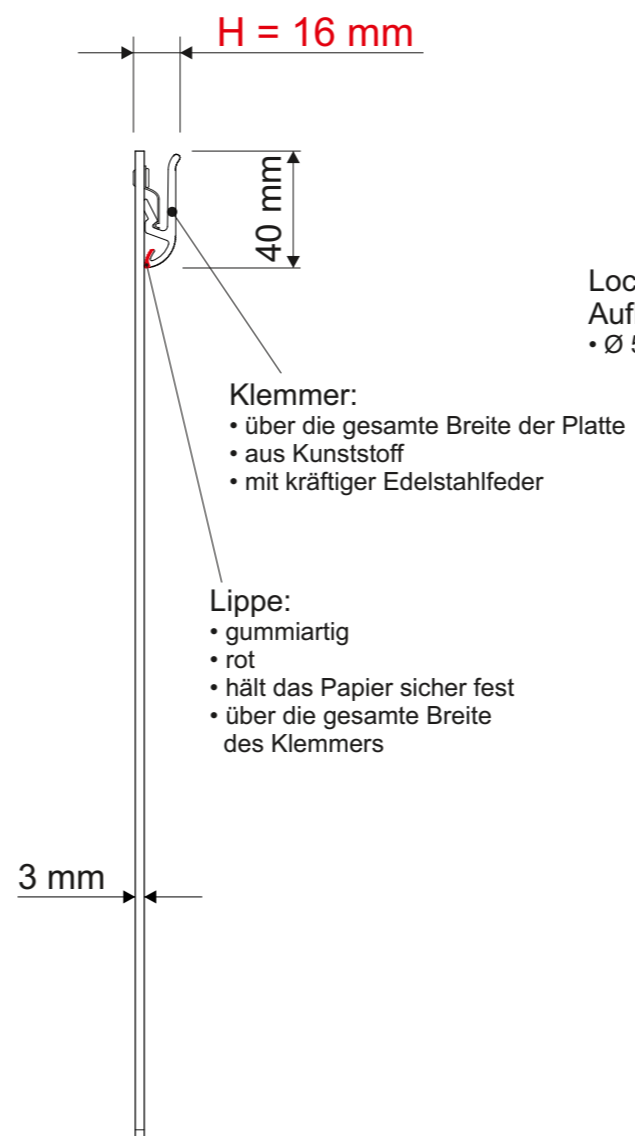 H = 16 mm
40 mm
Klemmer:
• über die gesamte Breite der Platte
• aus Kunststoff
• mit kräftiger Edelstahlfeder
Lippe:
• gummiartig
• rot
• hält das Papier sicher fest
• über die gesamte Breite
des Klemmers
3 mm